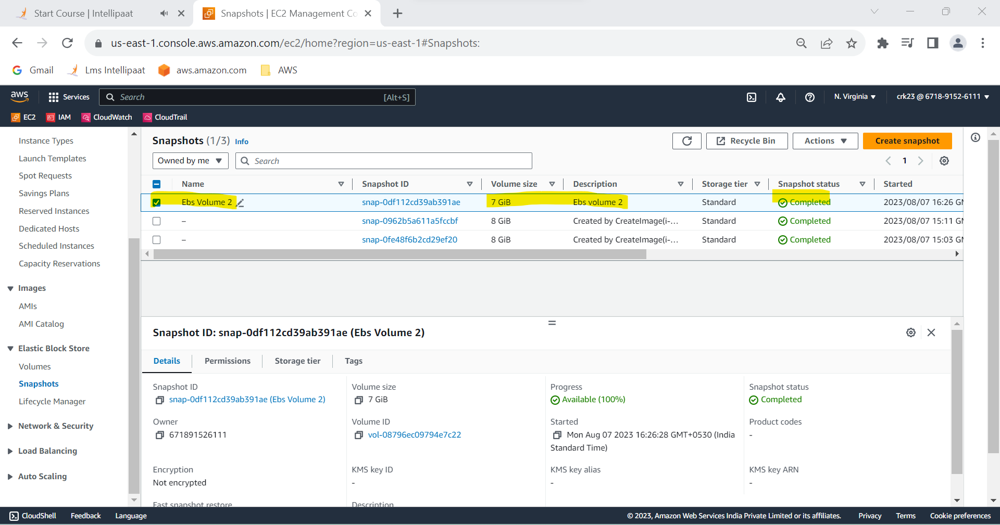 Start Course | Intellipaat
Snapshots | EC2 Management Co
us-east-1.console.aws.amazon.com/ec2/home?region=us-east-1#Snapshots:
Gmail
Lms Intellipaat
aws.amazon.com
AWS
aws
Services
Search
[Alt+S]
N. Virginia
crk23 @ 6718-9152-6111
EC2
IAM
CloudWatch
CloudTrail
Instance Types
Launch Templates
Spot Requests
Savings Plans
Reserved Instances
Dedicated Hosts
Scheduled Instances
Capacity Reservations
Images
AMIs
AMI Catalog
Elastic Block Store
Volumes
Snapshots
Lifecycle Manager
Network & Security
Load Balancing
Auto Scaling
Snapshots (1/3) Info
Recycle Bin
Actions
Create snapshot
Owned by me
Search
1
Name Snapshot ID Volume size Description Storage tier Snapshot status Started
Ebs Volume 2 snap-0df112cd39ab391ae 7 GiB Ebs volume 2 Standard Completed 2023/08/07 16:26 GM
– snap-0962b5a611a5fccbf 8 GiB Created by CreateImage(i-... Standard Completed 2023/08/07 15:11 GM
– snap-0fe48f6b2cd29ef20 8 GiB Created by CreateImage(i-... Standard Completed 2023/08/07 15:03 GM
Snapshot ID: snap-0df112cd39ab391ae (Ebs Volume 2)
Details
Permissions
Storage tier
Tags
Snapshot ID
snap-0df112cd39ab391ae (Ebs Volume 2)
Volume size
7 GiB
Progress
Available (100%)
Snapshot status
Completed
Owner
671891526111
Volume ID
vol-08796ec09794e7c22
Started
Mon Aug 07 2023 16:26:28 GMT+0530 (India
Standard Time)
Product codes
-
Encryption
Not encrypted
KMS key ID
-
KMS key alias
-
KMS key ARN
-
Fast snapshot restore
Description
CloudShell
Feedback
Language
© 2023, Amazon Web Services India Private Limited or its affiliates.
Privacy
Terms
Cookie preferences